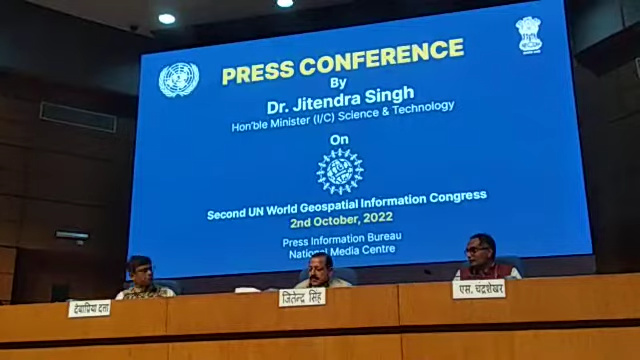 PRESS CONFERENCE
By
Dr. Jitendra Singh
Hon'ble Minister (I/C) Science & Technology
On
Second UN World Geospatial Information Congress
2nd October, 2022
Press Information Bureau
National Media Centre
देवाप्रिया दत्ता
जितेन्द्र सिंह
एस. चंद्रशेखर